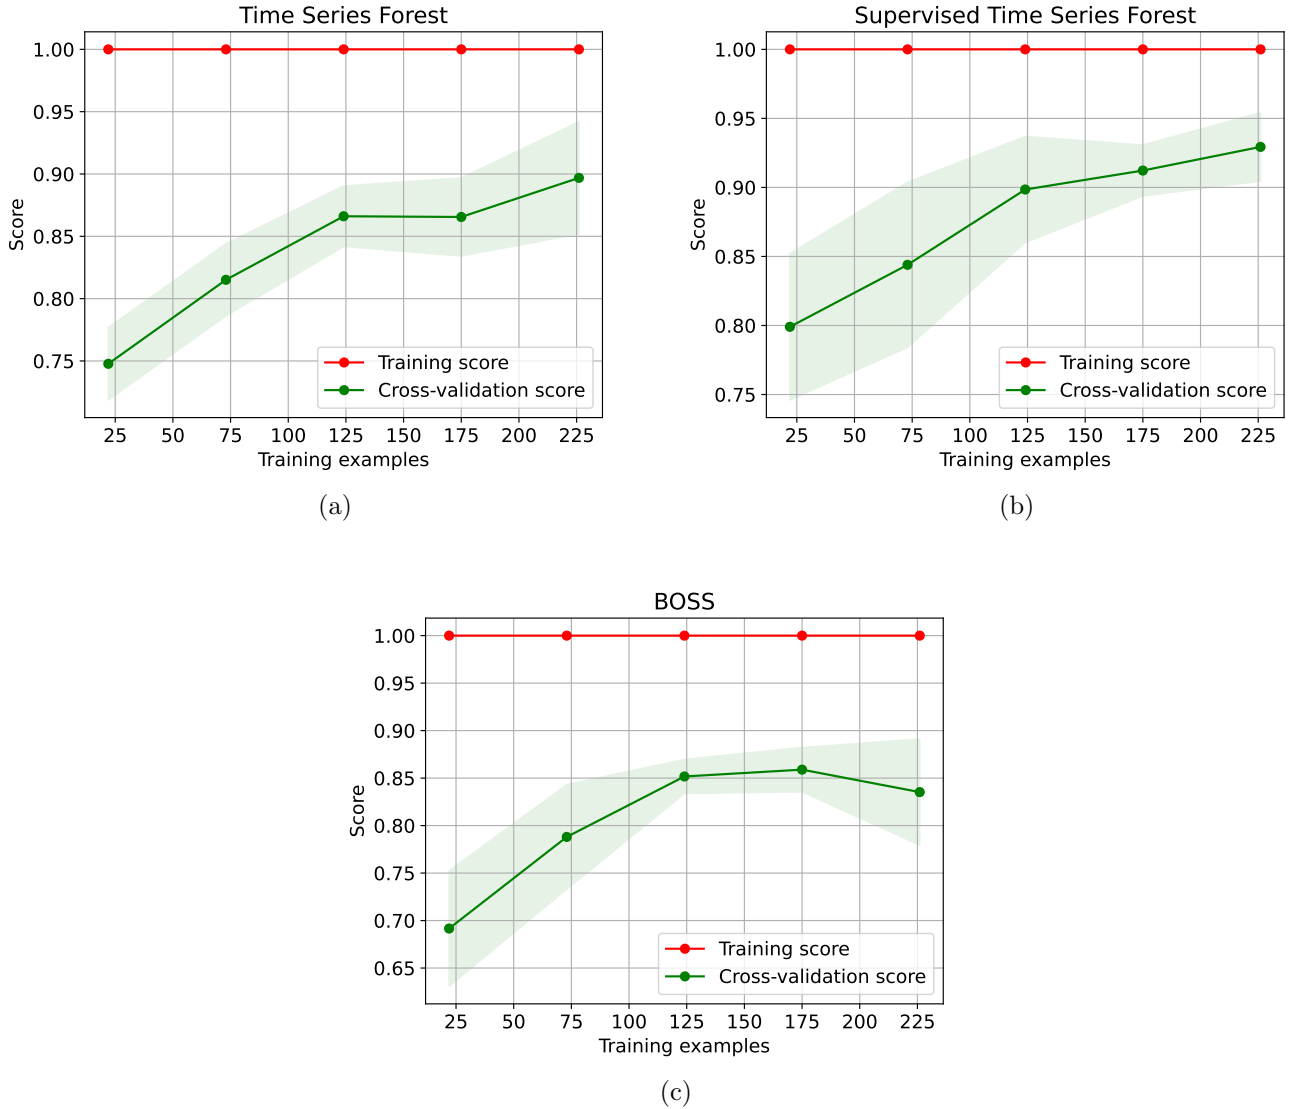 Time Series Forest
1.00
0.95
0.90
0.85
0.80
0.75
Score
Training score
Cross-validation score
25 50 75 100 125 150 175 200 225
Training examples
(a)
Supervised Time Series Forest
1.00
0.95
0.90
0.85
0.80
0.75
Score
Training score
Cross-validation score
25 50 75 100 125 150 175 200 225
Training examples
(b)
BOSS
1.00
0.95
0.90
0.85
0.80
0.75
0.70
0.65
Score
Training score
Cross-validation score
25 50 75 100 125 150 175 200 225
Training examples
(c)